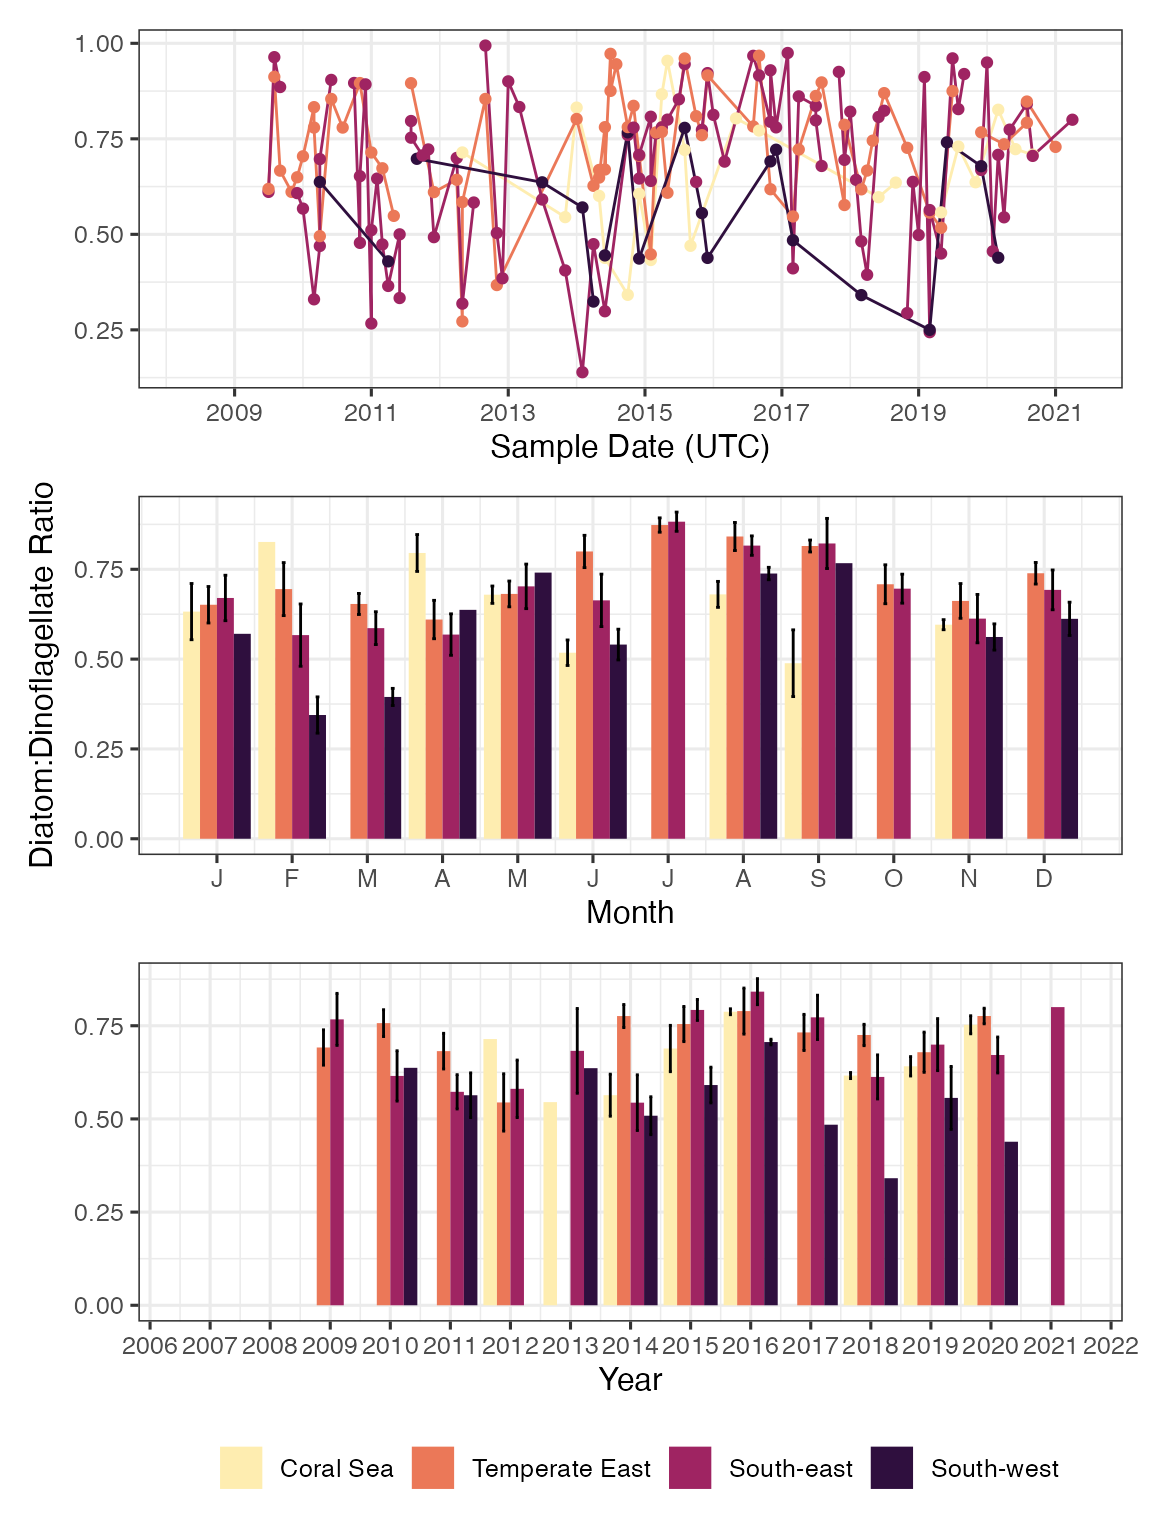 1.00
0.75
0.50
0.25
2009 2011 2013 2015 2017 2019 2021
Sample Date (UTC)
Diatom:Dinoflagellate Ratio
0.75
0.50
0.25
0.00
J F M A M J J A S O N D
Month
0.75
0.50
0.25
0.00
2006 2007 2008 2009 2010 2011 2012 2013 2014 2015 2016 2017 2018 2019 2020 2021 2022
Year
Coral Sea Temperate East South-east South-west